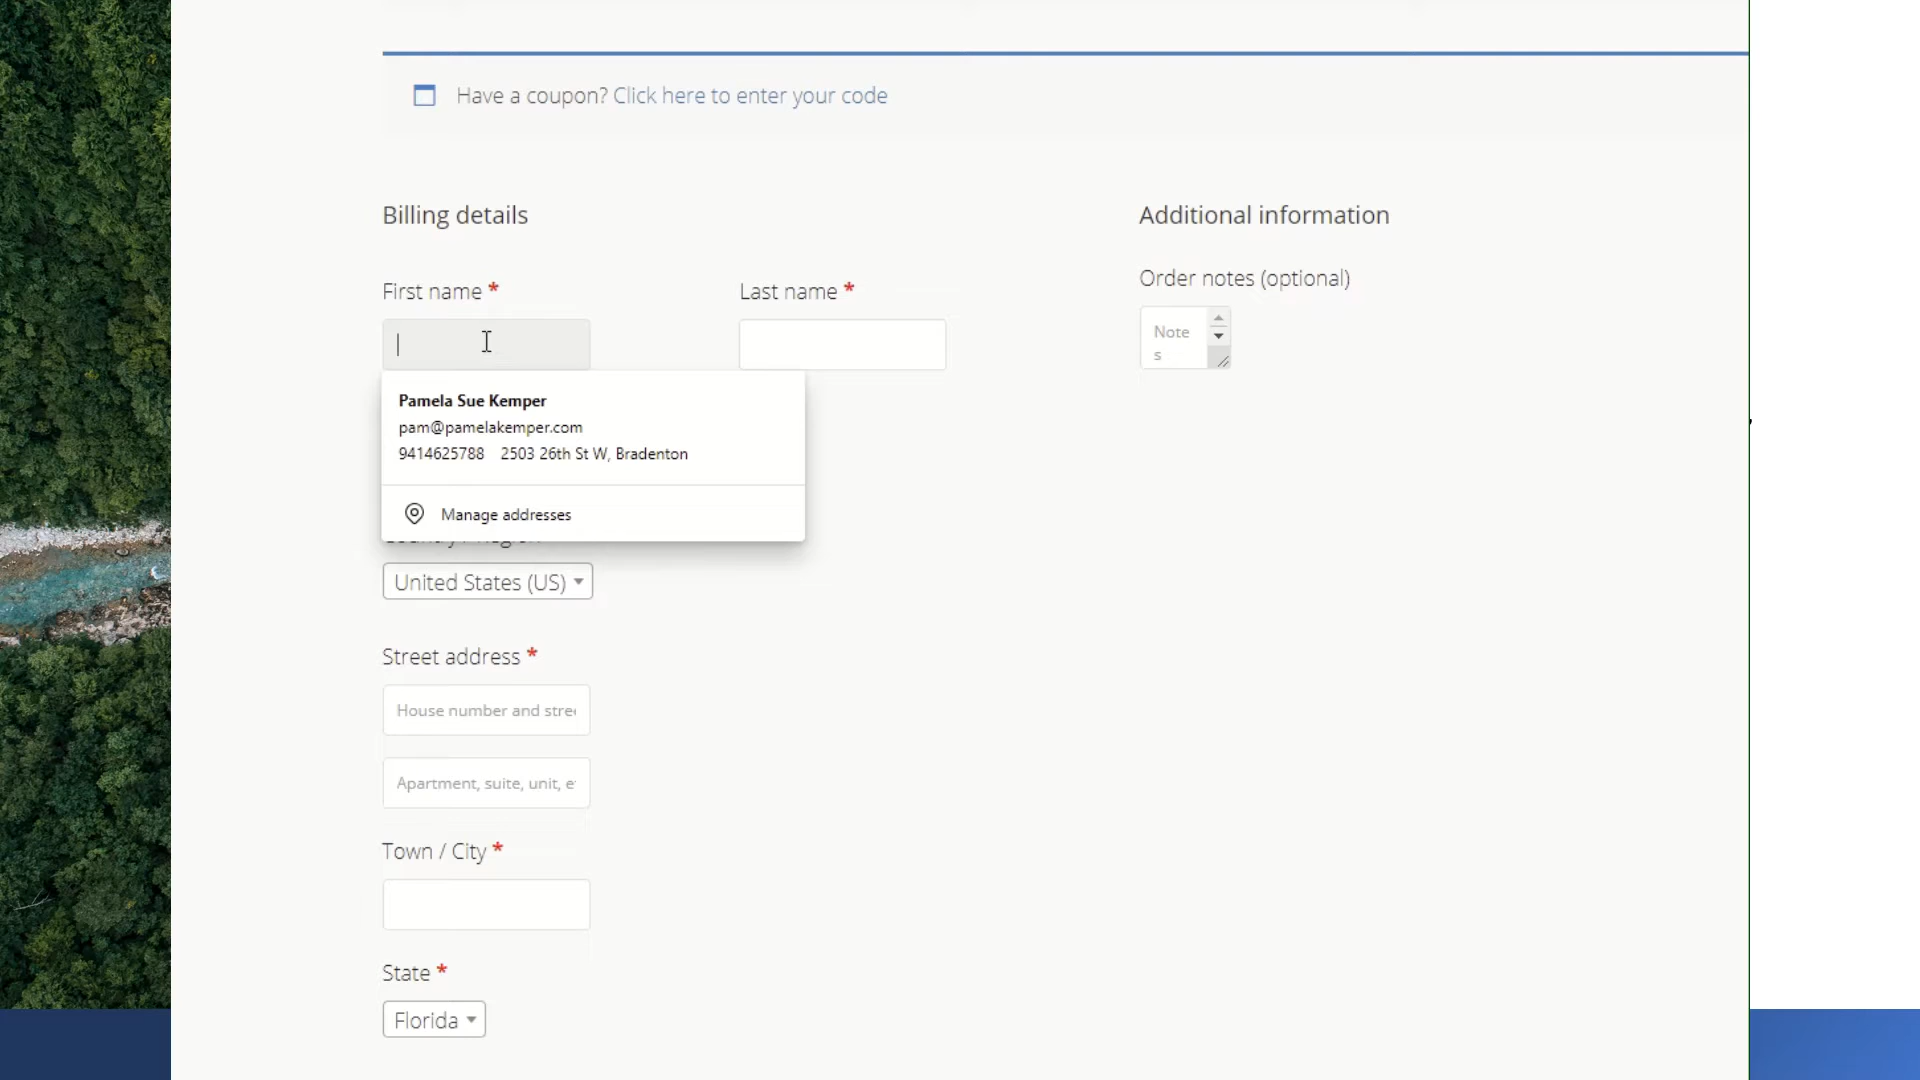 Have a coupon? Click here to enter your code
Billing details
Additional information
First name *
Last name *
Order notes (optional)
Note
s
Pamela Sue Kemper
pam@pamelakemper.com
9414625788 2503 26th St W, Bradenton
Manage addresses
United States (US)
Street address *
House number and stre
Apartment, suite, unit, e
Town / City *
State *
Florida